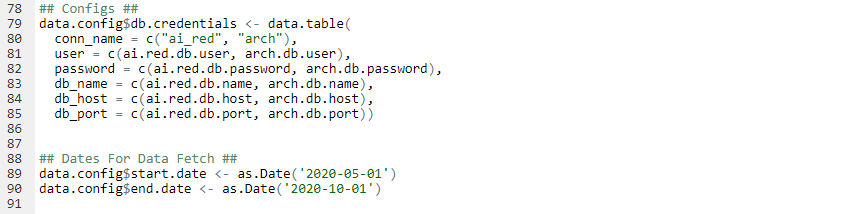 78 ## Configs ##
79 data.config$db.credentials <- data.table(
80   conn_name = c("ai_red", "arch"),
81   user = c(ai.red.db.user, arch.db.user),
82   password = c(ai.red.db.password, arch.db.password),
83   db_name = c(ai.red.db.name, arch.db.name),
84   db_host = c(ai.red.db.host, arch.db.host),
85   db_port = c(ai.red.db.port, arch.db.port))
86
87
88 ## Dates For Data Fetch ##
89 data.config$start.date <- as.Date('2020-05-01')
90 data.config$end.date <- as.Date('2020-10-01')
91